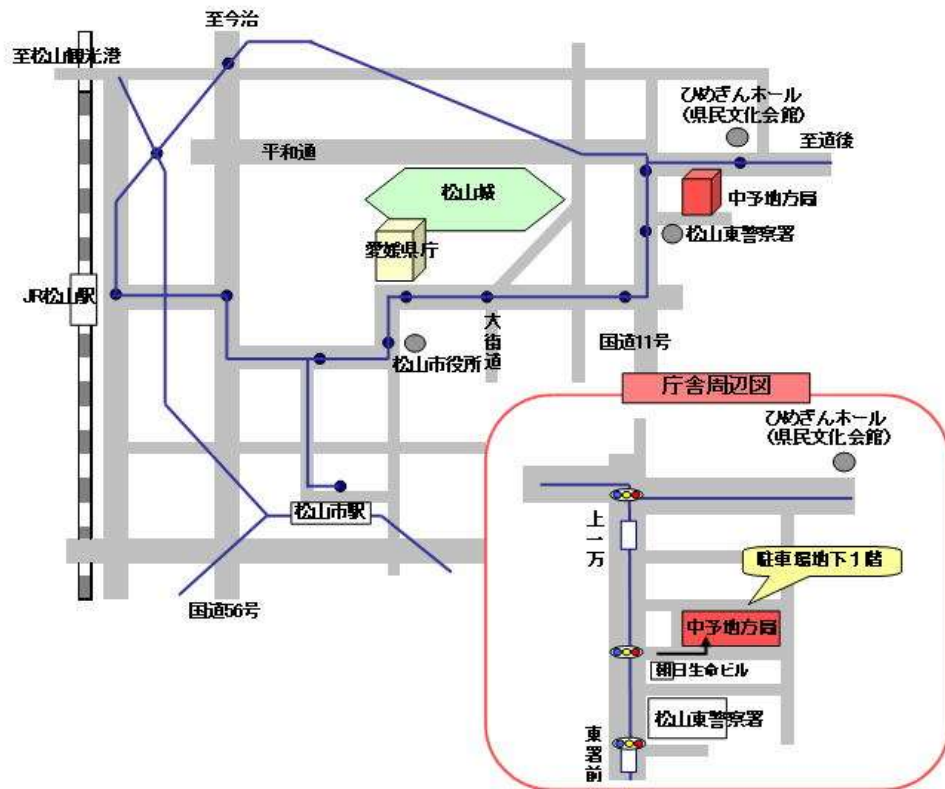 至今治
至松山観光港
ひめぎんホール
（県民文化会館）
至道後
平和通
松山城
中予地方局
愛媛県庁
松山東警察署
JR松山駅
大街道
国道11号
松山市役所
庁舎周辺図
ひめぎんホール
（県民文化会館）
松山市駅
上一万
駐車場地下１階
国道56号
中予地方局
朝日生命ビル
松山東警察署
東署前